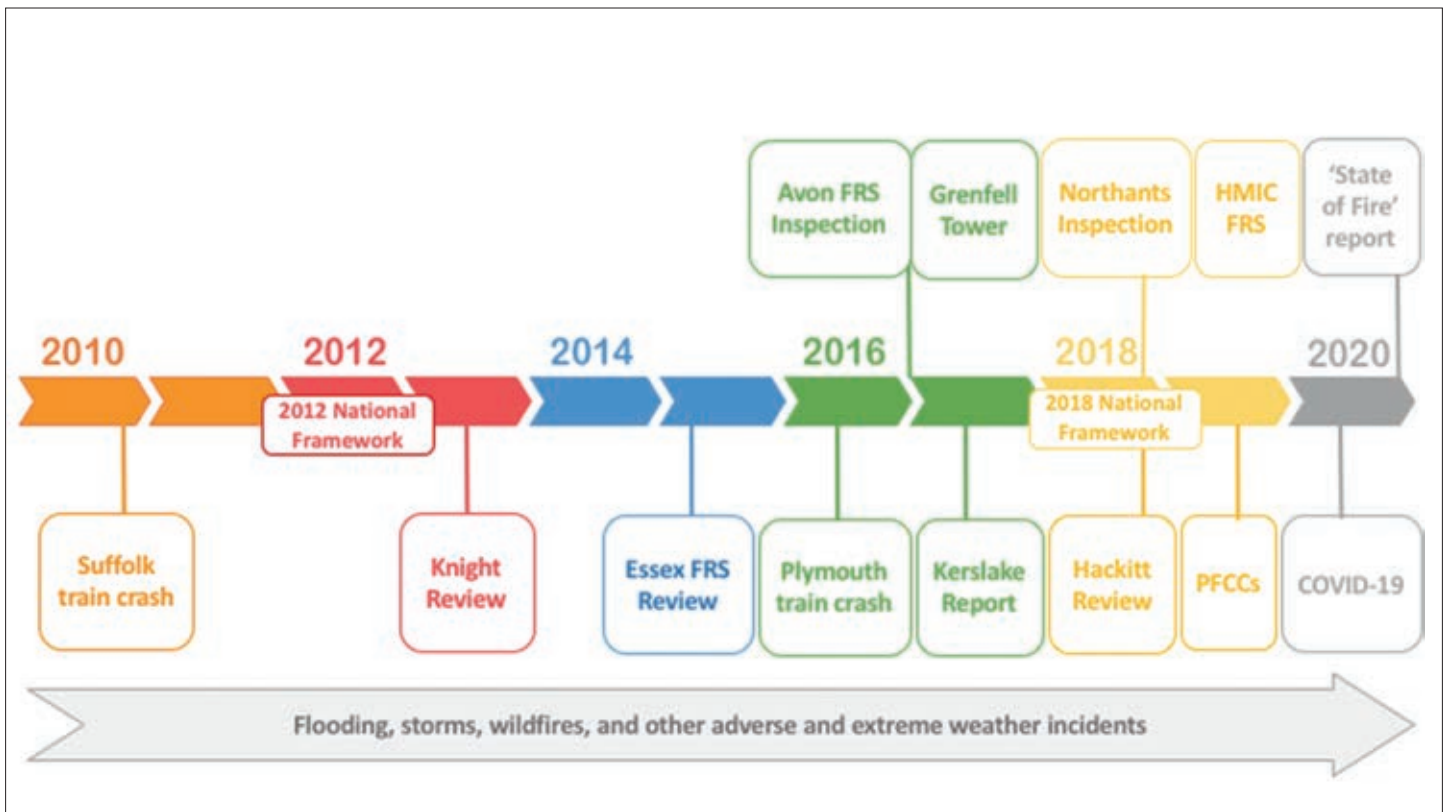 Avon FRS
Inspection
Grenfell
Tower
Northants
Inspection
HMIC
FRS
‘State
of Fire’
report
2010
2012
2014
2016
2018
2020
2012 National
Framework
2018 National
Framework
Suffolk
train crash
Knight
Review
Essex FRS
Review
Plymouth
train crash
Kerslake
Report
Hackitt
Review
PFCCs
COVID-19
Flooding, storms, wildfires, and other adverse and extreme weather incidents